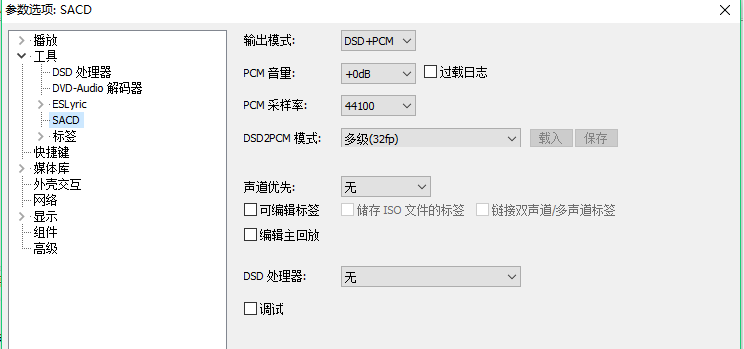 参数选项: SACD
播放
工具
DSD 处理器
DVD-Audio 解码器
ESLyric
SACD
标签
快捷键
媒体库
外壳交互
网络
显示
组件
高级
输出模式: DSD+PCM
PCM 音量: +0dB 过载日志
PCM 采样率: 44100
DSD2PCM 模式: 多级(32fp) 载入 保存
声道优先: 无
可编辑标签 储存 ISO 文件的标签 链接双声道/多声道标签
编辑主回放
DSD 处理器: 无
调试